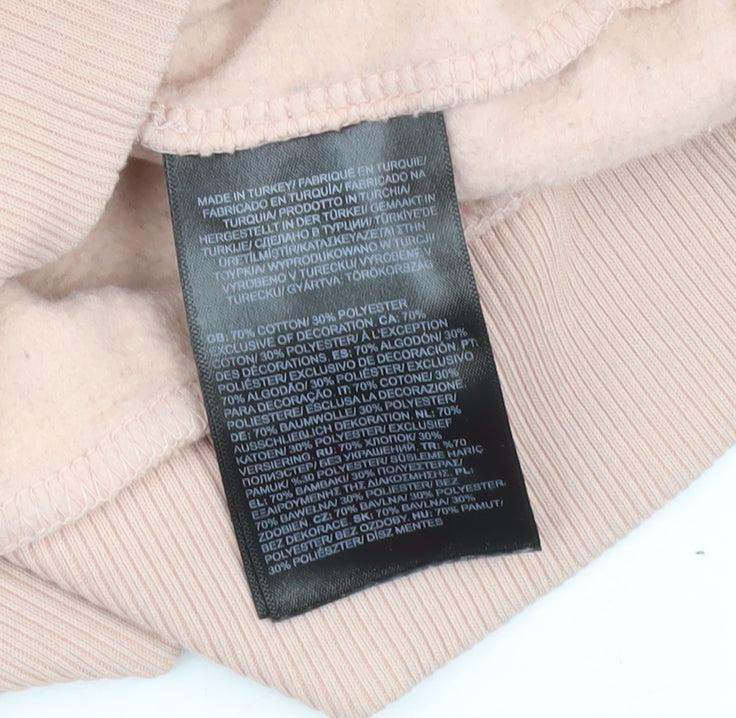 MADE IN TURKEY/ FABRIQUÉ EN TURQUIE/
FABRICADO EN TURQUÍA/ FABRICADO NA
TURQUIA/ PRODOTTO IN TURCHIA/
HERGESTELLT IN DER TÜRKEI/ GEMAAKT IN
TURKIJE/ СДЕЛАНО В ТУРЦИИ/ TÜRKİYE'DE
ÜRETİLMİŞTİR/ΚΑΤΑΣΚΕΥΑΖΕΤΑΙ ΣΤΗΝ
ΤΟΥΡΚΙΑ/ WYPRODUKOWANO W TURCJI/
VYROBENO V TURECKU/ VYROBENÉ V
TURECKU/ GYÁRTVA: TÖRÖKORSZÁG
GB: 70% COTTON/ 30% POLYESTER
EXCLUSIVE OF DECORATION. CA: 70%
COTON/ 30% POLYESTER/ À L'EXCEPTION
DES DÉCORATIONS. ES: 70% ALGODÓN/ 30%
POLIÉSTER/ EXCLUSIVO DE DECORACIÓN. PT:
70% ALGODÃO/ 30% POLIÉSTER/ EXCLUSIVO
PARA DECORAÇÃO. IT: 70% COTONE/ 30%
POLIESTERE/ ESCLUSA LA DECORAZIONE.
DE: 70% BAUMWOLLE/ 30% POLYESTER/
AUSSCHLIEBLICH DEKORATION. NL: 70%
KATOEN/ 30% POLYESTER/ EXCLUSIEF
VERSIERING. RU: 70% ХЛОПОК/ 30%
ПОЛИЭСТЕР/ БЕЗ УКРАШЕНИЙ. TR: %70
PAMUK/ %30 POLYESTER/ SÜSLEME HARİÇ
EL: 70% ΒΑΜΒΑΚΙ/ 30% ΠΟΛΥΕΣΤΕΡΑΣ/
ΕΞΑΙΡΟΥΜΕΝΗΤΗΣ ΔΙΑΚΟΣΜΗΣΗΣ. PL:
70% BAWEŁNA/ 30% POLIESTER/ BEZ
ZDOBIEŃ. CZ: 70% BAVLNA/ 30% POLYESTER/
BEZ DEKORACE. SK: 70% BAVLNA/ 30%
POLYESTER/ BEZ OZDOBY. HU: 70% PAMUT/
30% POLIÉSZTER/ DÍSZ MENTES